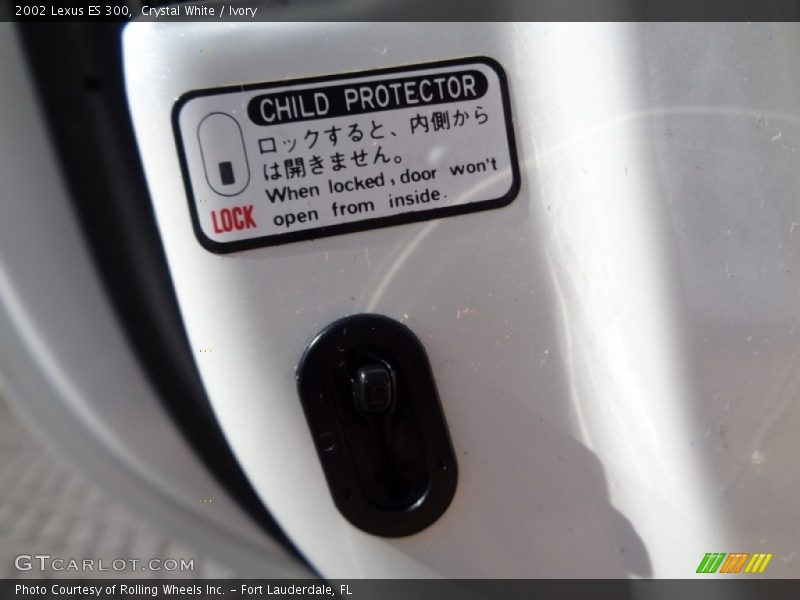 2002 Lexus ES 300,  Crystal White / Ivory
CHILD PROTECTOR
ロックすると、内側から
は開きません。
When locked, door won't
open from inside.
LOCK
GTCARLOT.COM
Photo Courtesy of Rolling Wheels Inc. – Fort Lauderdale, FL